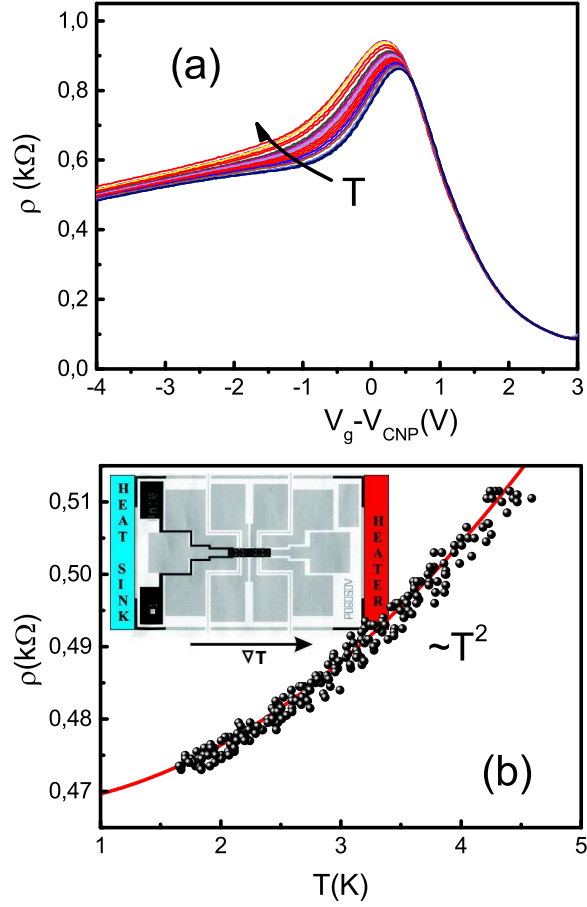 1,0
(a)
0,8
0,6
T
0,4
0,2
0,0
ρ (kΩ)
-4 -3 -2 -1 0 1 2 3
V_g-V_CNP(V)
0,51
0,50
0,49
0,48
0,47
ρ(kΩ)
HEAT SINK
HEATER
POGOSOV
∇T
~T²
(b)
1 2 3 4 5
T(K)